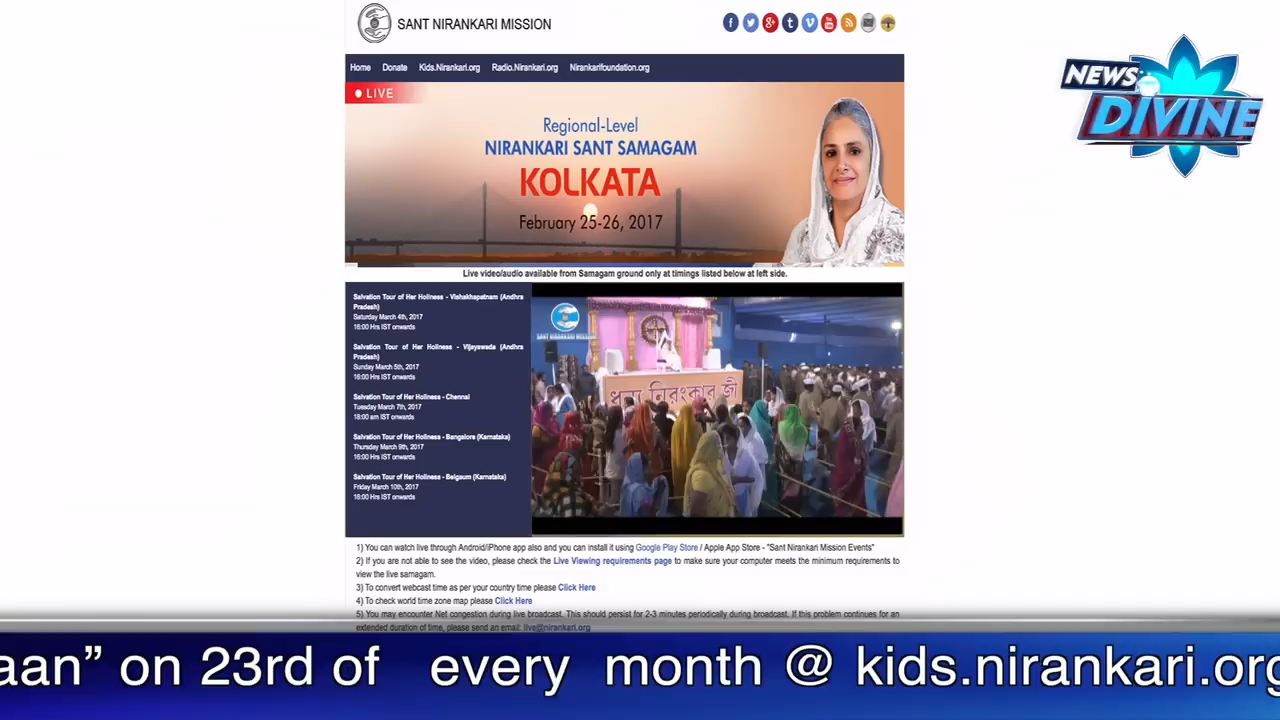 SANT NIRANKARI MISSION
Home Donate Kids.Nirankari.org Radio.Nirankari.org Nirankarifoundation.org
NEWS
DIVINE
LIVE
Regional-Level
NIRANKARI SANT SAMAGAM
KOLKATA
February 25-26, 2017
Live video/audio available from Samagam ground only at timings listed below at left side.
Salvation Tour of Her Holiness - Vishakhapatnam (Andhra
Pradesh)
Saturday March 4th, 2017
16:00 Hrs IST onwards
Salvation Tour of Her Holiness - Vijayawada (Andhra
Pradesh)
Sunday March 5th, 2017
16:00 Hrs IST onwards
Salvation Tour of Her Holiness - Chennai
Tuesday March 7th, 2017
18:00 am IST onwards
Salvation Tour of Her Holiness - Bangalore (Karnataka)
Thursday March 9th, 2017
16:00 Hrs IST onwards
Salvation Tour of Her Holiness - Belgaum (Karnataka)
Friday March 10th, 2017
16:00 Hrs IST onwards
SANT NIRANKARI MISSION
ধন্য নিরংকার জী
1) You can watch live through Android/iPhone app also and you can install it using Google Play Store / Apple App Store - "Sant Nirankari Mission Events"
2) If you are not able to see the video, please check the Live Viewing requirements page to make sure your computer meets the minimum requirements to
view the live samagam.
3) To convert webcast time as per your country time please Click Here
4) To check world time zone map please Click Here
5) You may encounter Net congestion during live broadcast. This should persist for 2-3 minutes periodically during broadcast. If this problem continues for an
extended duration of time, please send an email: live@nirankari.org
aan” on 23rd of every month @ kids.nirankari.org